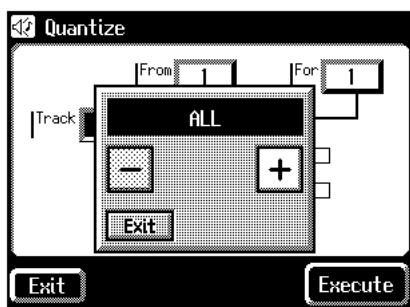 Quantize
From 1 For 1
Track
ALL
− +
Exit
Exit Execute